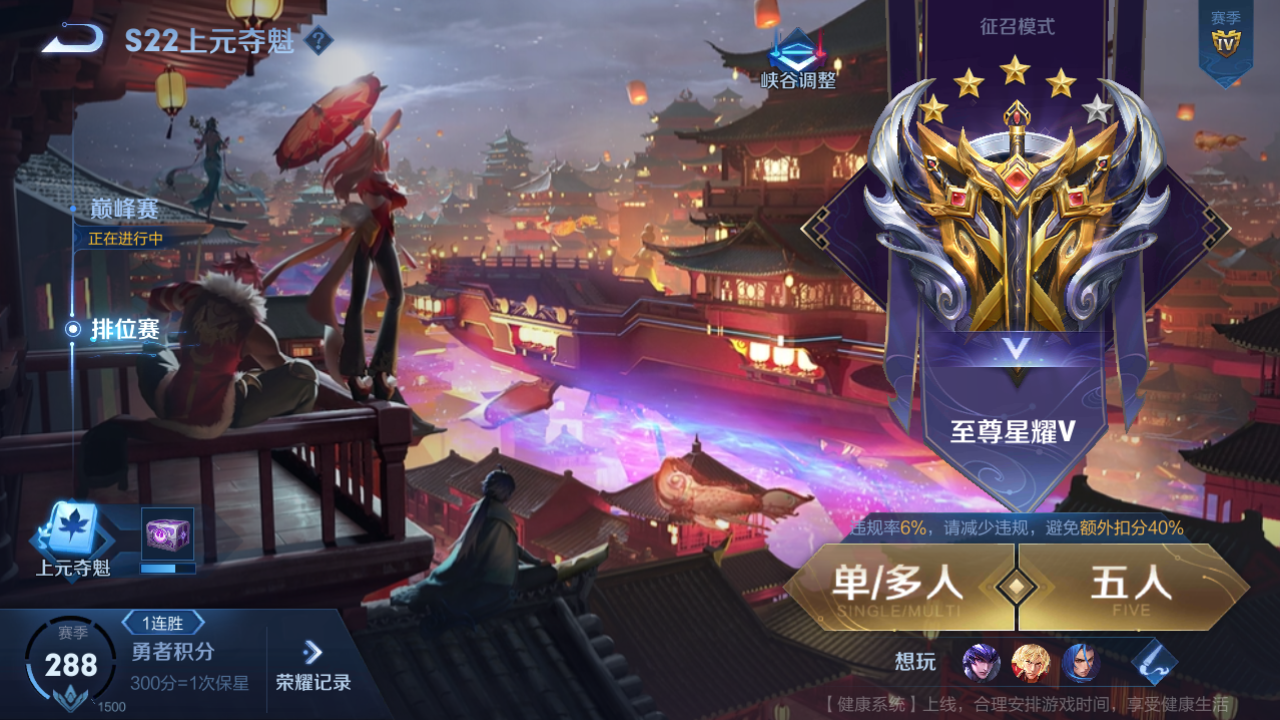 S22上元夺魁
?
峡谷调整
征召模式
赛季
IV
巅峰赛
正在进行中
排位赛
V
至尊星耀V
违规率6%，请减少违规，避免额外扣分40%
单/多人
SINGLE/MULTI
五人
FIVE
上元夺魁
1连胜
赛季
288
1500
勇者积分
300分=1次保星
荣耀记录
想玩
【健康系统】上线，合理安排游戏时间，享受健康生活